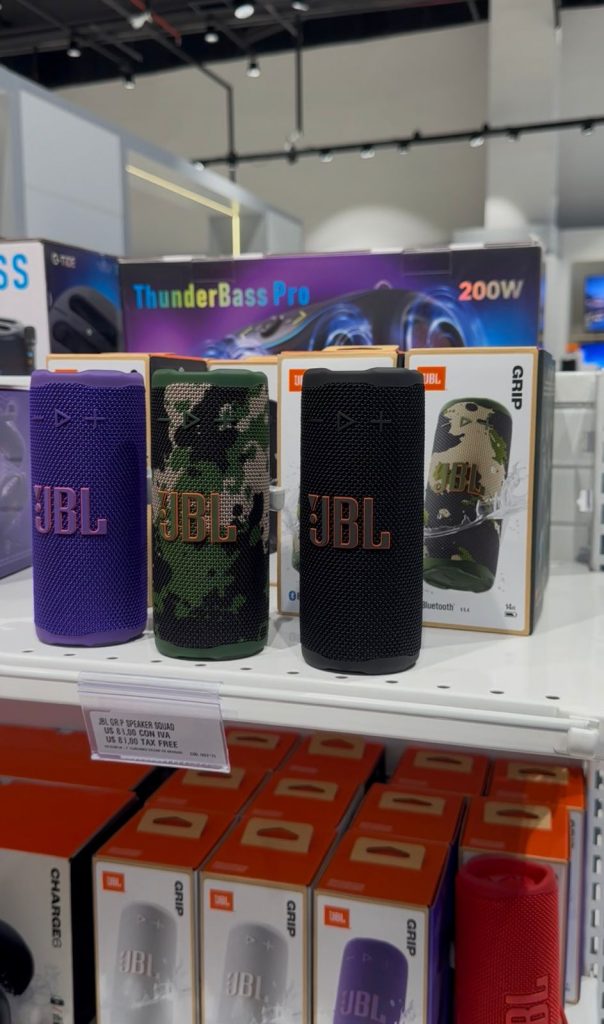 SS
ThunderBass Pro
200W
JBL
GRIP
JBL
JBL
JBL
JBL
Bluetooth
JBL GRIP SPEAKER SQUAD
US 81,00 CON IVA
US 81,00 TAX FREE
CHARGE6
JBL
GRIP
JBL
JBL
GRIP
JBL
JBL
GRIP
JBL
JBL